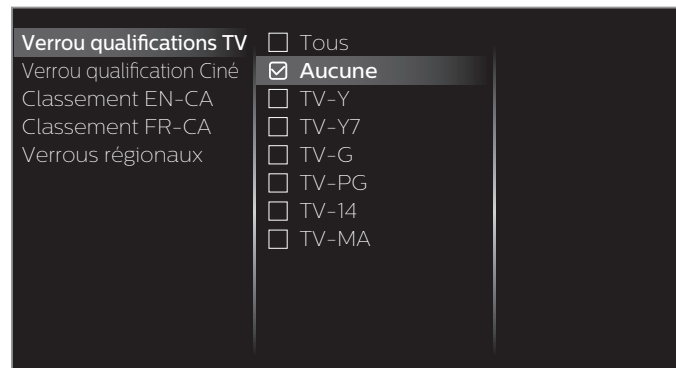 Verrou qualifications TV
Verrou qualification Ciné
Classement EN-CA
Classement FR-CA
Verrous régionaux
Tous
Aucune
TV-Y
TV-Y7
TV-G
TV-PG
TV-14
TV-MA